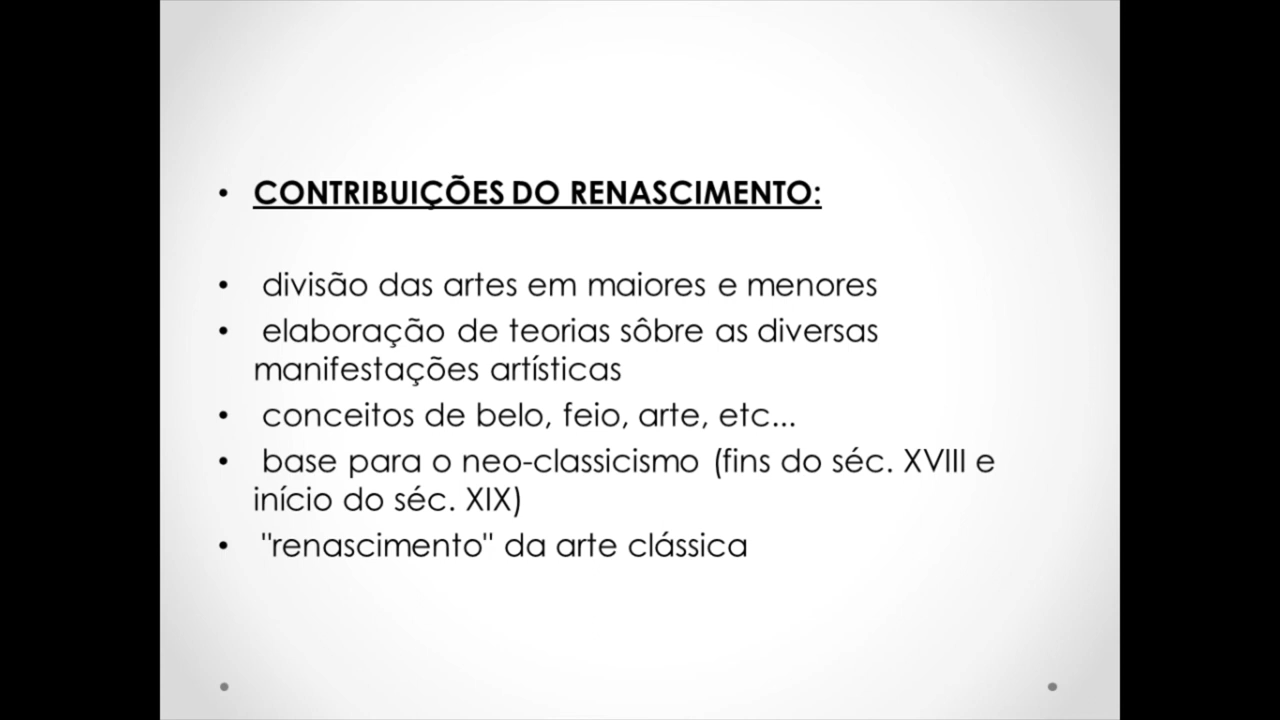 • CONTRIBUIÇÕES DO RENASCIMENTO:
• divisão das artes em maiores e menores
• elaboração de teorias sôbre as diversas
manifestações artísticas
• conceitos de belo, feio, arte, etc...
• base para o neo-classicismo (fins do séc. XVIII e
início do séc. XIX)
• "renascimento" da arte clássica